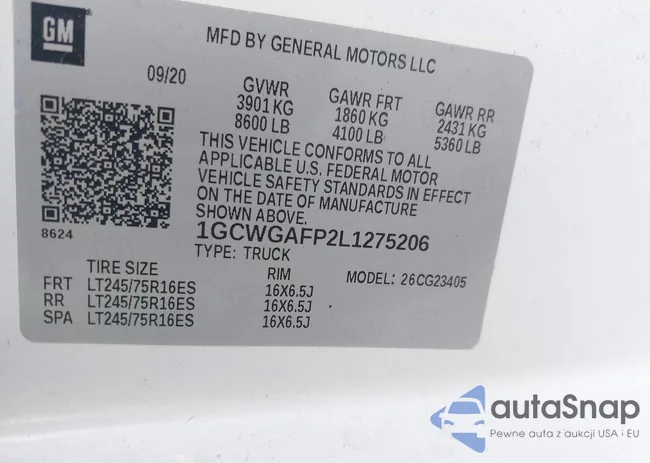 GM
MFD BY GENERAL MOTORS LLC
09/20
GVWR
3901 KG
8600 LB
GAWR FRT
1860 KG
4100 LB
GAWR RR
2431 KG
5360 LB
THIS VEHICLE CONFORMS TO ALL
APPLICABLE U.S. FEDERAL MOTOR
VEHICLE SAFETY STANDARDS IN EFFECT
ON THE DATE OF MANUFACTURE
SHOWN ABOVE.
8624
1GCWGAFP2L1275206
TYPE: TRUCK
TIRE SIZE RIM MODEL: 26CG23405
FRT LT245/75R16ES 16X6.5J
RR LT245/75R16ES 16X6.5J
SPA LT245/75R16ES 16X6.5J
autaSnap
Pewne auta z aukcji USA i EU